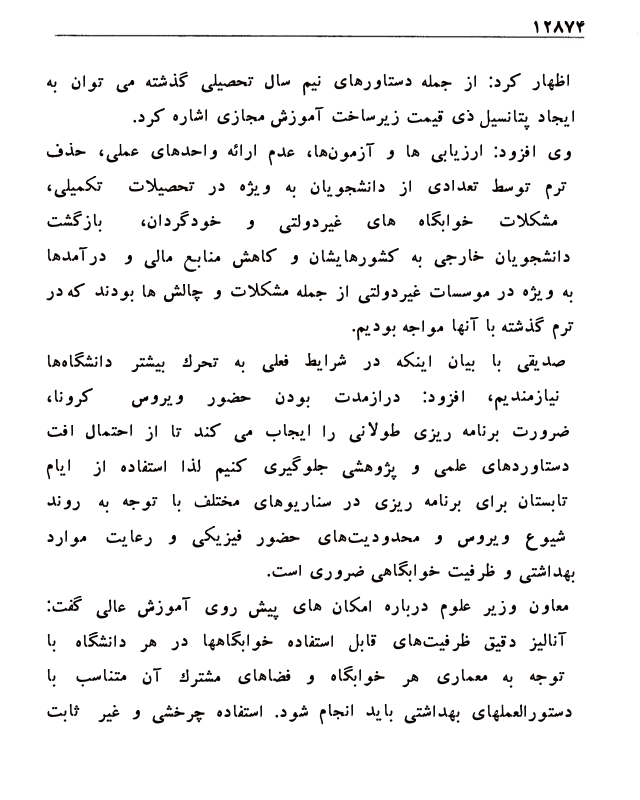 ۱۲۸۷۴
اظهار کرد: از جمله دستاورهای نیم سال تحصیلی گذشته می توان به
ایجاد پتانسیل ذی قیمت زیرساخت آموزش مجازی اشاره کرد.
وی افزود: ارزیابی ها و آزمون‌ها، عدم ارائه واحدهای عملی، حذف
ترم توسط تعدادی از دانشجویان به ویژه در تحصیلات تکمیلی،
مشکلات خوابگاه های غیردولتی و خودگردان، بازگشت
دانشجویان خارجی به کشورهایشان و کاهش منابع مالی و درآمدها
به ویژه در موسسات غیردولتی از جمله مشکلات و چالش ها بودند که در
ترم گذشته با آنها مواجه بودیم.
صدیقی با بیان اینکه در شرایط فعلی به تحرك بیشتر دانشگاه‌ها
نیازمندیم، افزود: درازمدت بودن حضور ویروس کرونا،
ضرورت برنامه ریزی طولانی را ایجاب می کند تا از احتمال افت
دستاوردهای علمی و پژوهشی جلوگیری کنیم لذا استفاده از ایام
تابستان برای برنامه ریزی در سناریوهای مختلف با توجه به روند
شیوع ویروس و محدودیت‌های حضور فیزیکی و رعایت موارد
بهداشتی و ظرفیت خوابگاهی ضروری است.
معاون وزیر علوم درباره امکان های پیش روی آموزش عالی گفت:
آنالیز دقیق ظرفیت‌های قابل استفاده خوابگاهها در هر دانشگاه با
توجه به معماری هر خوابگاه و فضاهای مشترك آن متناسب با
دستورالعملهای بهداشتی باید انجام شود. استفاده چرخشی و غیر ثابت